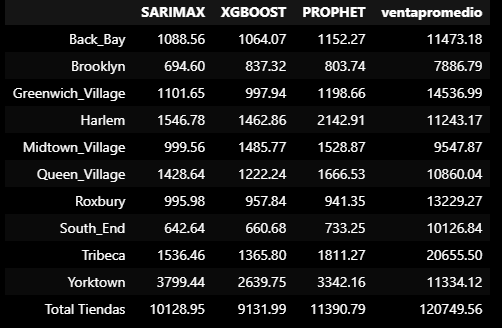 SARIMAX XGBOOST PROPHET ventapromedio
Back_Bay 1088.56 1064.07 1152.27 11473.18
Brooklyn 694.60 837.32 803.74 7886.79
Greenwich_Village 1101.65 997.94 1198.66 14536.99
Harlem 1546.78 1462.86 2142.91 11243.17
Midtown_Village 999.56 1485.77 1528.87 9547.87
Queen_Village 1428.64 1222.24 1666.53 10860.04
Roxbury 995.98 957.84 941.35 13229.27
South_End 642.64 660.68 733.25 10126.84
Tribeca 1536.46 1365.80 1811.27 20655.50
Yorktown 3799.44 2639.75 3342.16 11334.12
Total Tiendas 10128.95 9131.99 11390.79 120749.56